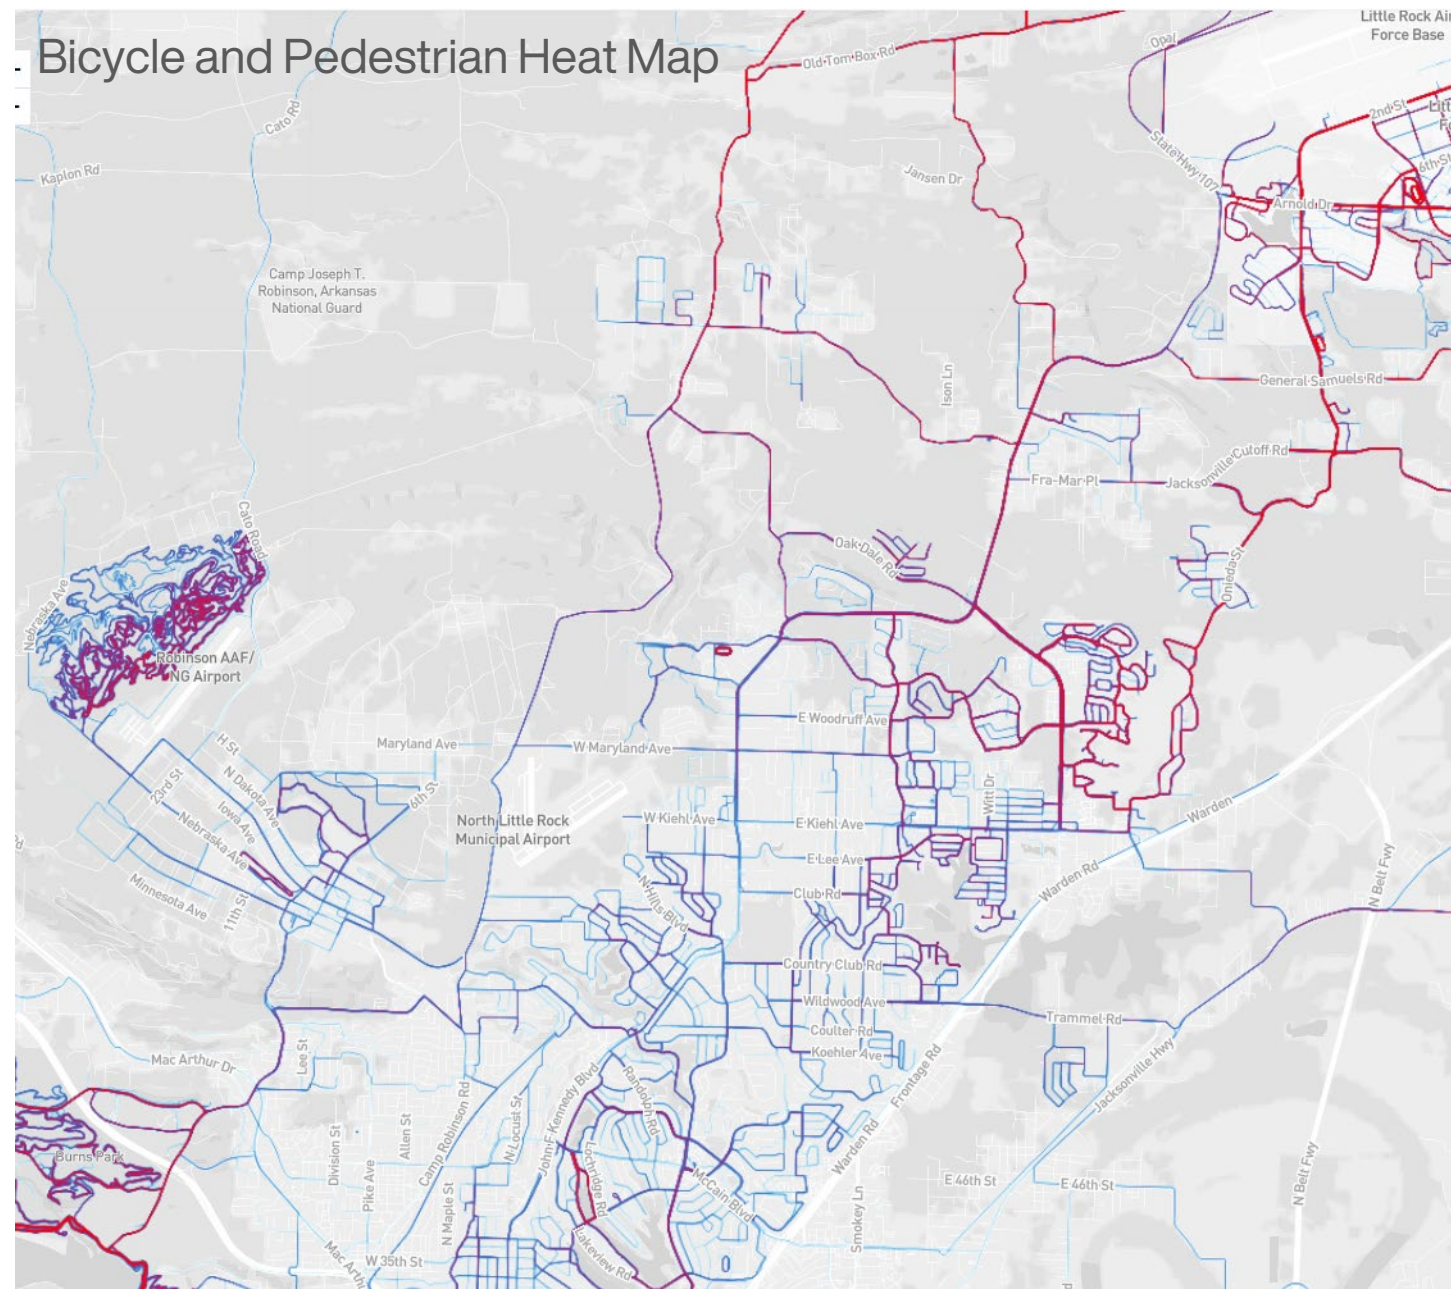 Bicycle and Pedestrian Heat Map
Little Rock Air
Force Base
Old Tom Box Rd
Opal
2nd St
Cato Rd
State Hwy 107
6th St
Kaplon Rd
Jansen Dr
Arnold Dr
Camp Joseph T.
Robinson, Arkansas
National Guard
Ison Ln
General Samuels Rd
Jacksonville Cutoff Rd
Fra-Mar Pl
Cato Road
Oak Dale Rd
Onieda St
Nebraska Ave
Robinson AAF/
NG Airport
E Woodruff Ave
H St
Maryland Ave
W Maryland Ave
23rd St
N Dakota Ave
6th St
Witt Dr
Iowa Ave
Nebraska Ave
North Little Rock
Municipal Airport
W Kiehl Ave
E Kiehl Ave
Warden
E Lee Ave
Minnesota Ave
11th St
N Hills Blvd
Club Rd
Warden Rd
N Belt Fwy
Country Club Rd
Wildwood Ave
Trammel Rd
Coulter Rd
Koehler Ave
Lee St
Mac Arthur Dr
Frontage Rd
Jacksonville Hwy
John F Kennedy Blvd
Randolph Rd
Camp Robinson Rd
N Locust St
Allen St
Division St
Warden Rd
Burns Park
Lochridge Rd
McCain Blvd
Pike Ave
N Maple St
E 46th St
E 46th St
N Belt Fwy
Smokey Ln
W 35th St
Lakeview Rd